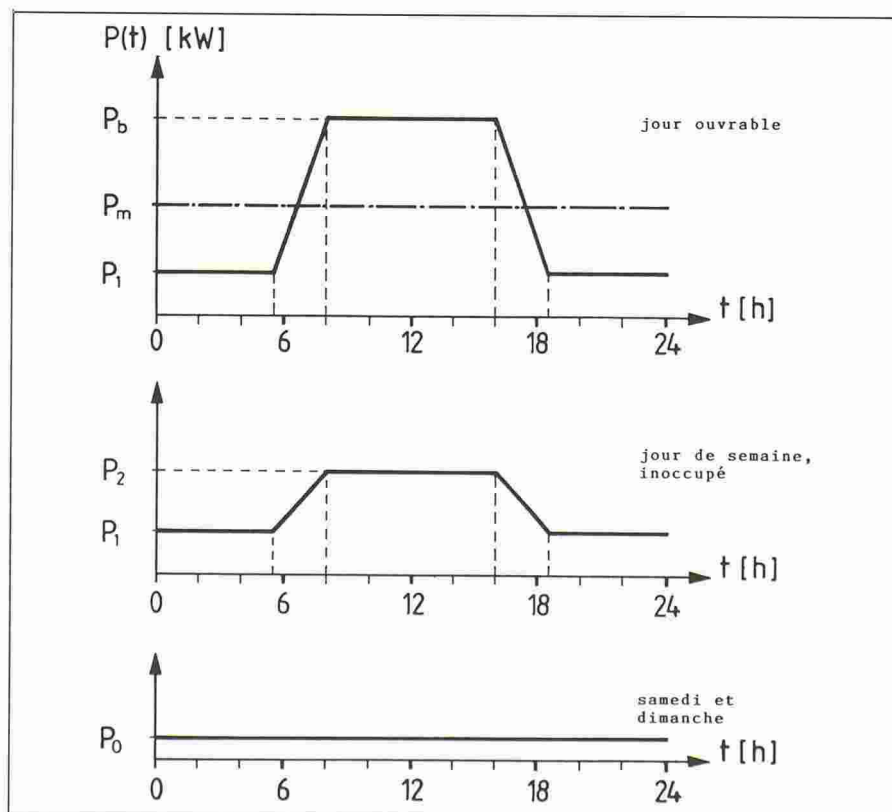 P(t) [kW]
P_b
jour ouvrable
P_m
P_1
t [h]
0 6 12 18 24
P_2
jour de semaine,
inoccupé
P_1
t [h]
0 6 12 18 24
samedi et
dimanche
P_0
t [h]
0 6 12 18 24